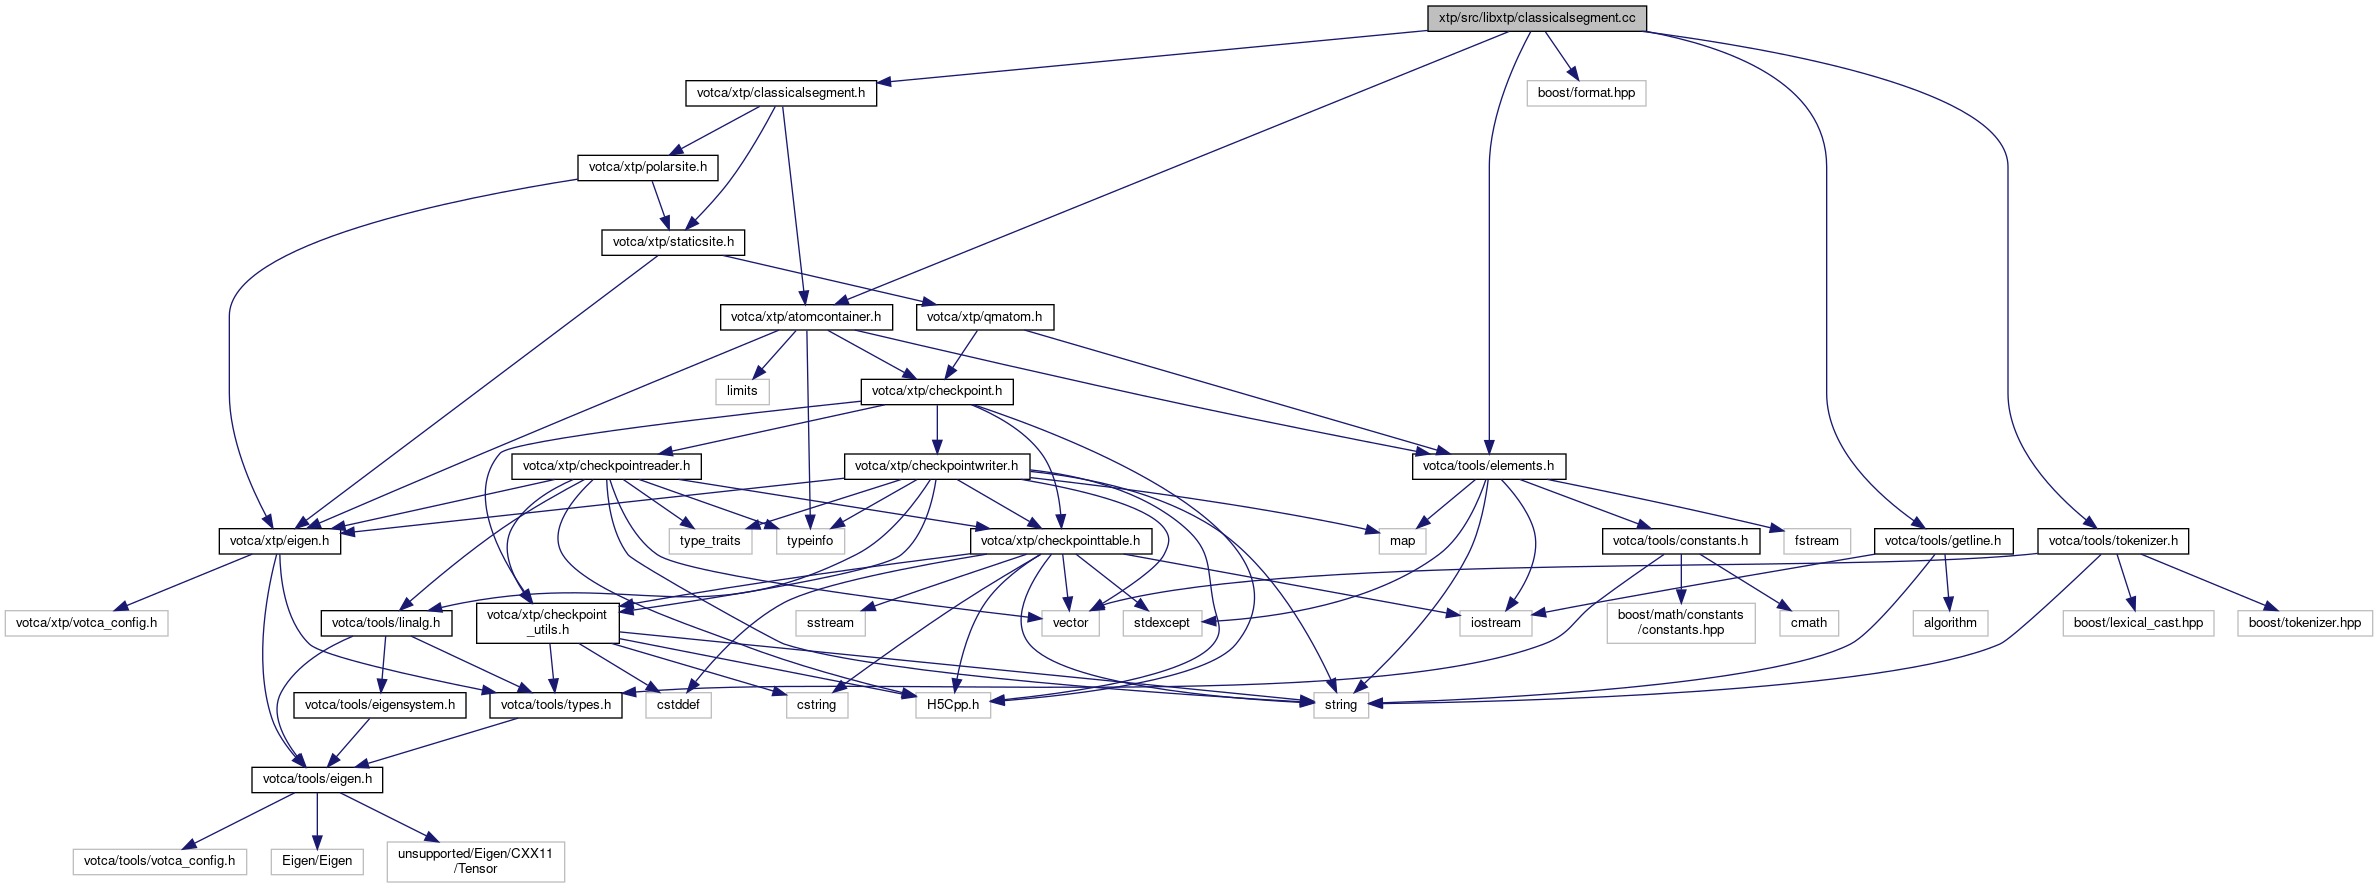 xtp/src/libxtp/classicalsegment.cc
votca/xtp/classicalsegment.h
boost/format.hpp
votca/xtp/polarsite.h
votca/xtp/staticsite.h
votca/xtp/atomcontainer.h
votca/xtp/qmatom.h
limits
votca/xtp/checkpoint.h
votca/xtp/checkpointreader.h
votca/xtp/checkpointwriter.h
votca/tools/elements.h
votca/xtp/eigen.h
type_traits
typeinfo
votca/xtp/checkpointtable.h
map
votca/tools/constants.h
fstream
votca/tools/getline.h
votca/tools/tokenizer.h
votca/xtp/votca_config.h
votca/tools/linalg.h
votca/xtp/checkpoint
_utils.h
sstream
vector
stdexcept
iostream
boost/math/constants
/constants.hpp
cmath
algorithm
boost/lexical_cast.hpp
boost/tokenizer.hpp
votca/tools/eigensystem.h
votca/tools/types.h
cstddef
cstring
H5Cpp.h
string
votca/tools/eigen.h
votca/tools/votca_config.h
Eigen/Eigen
unsupported/Eigen/CXX11
/Tensor